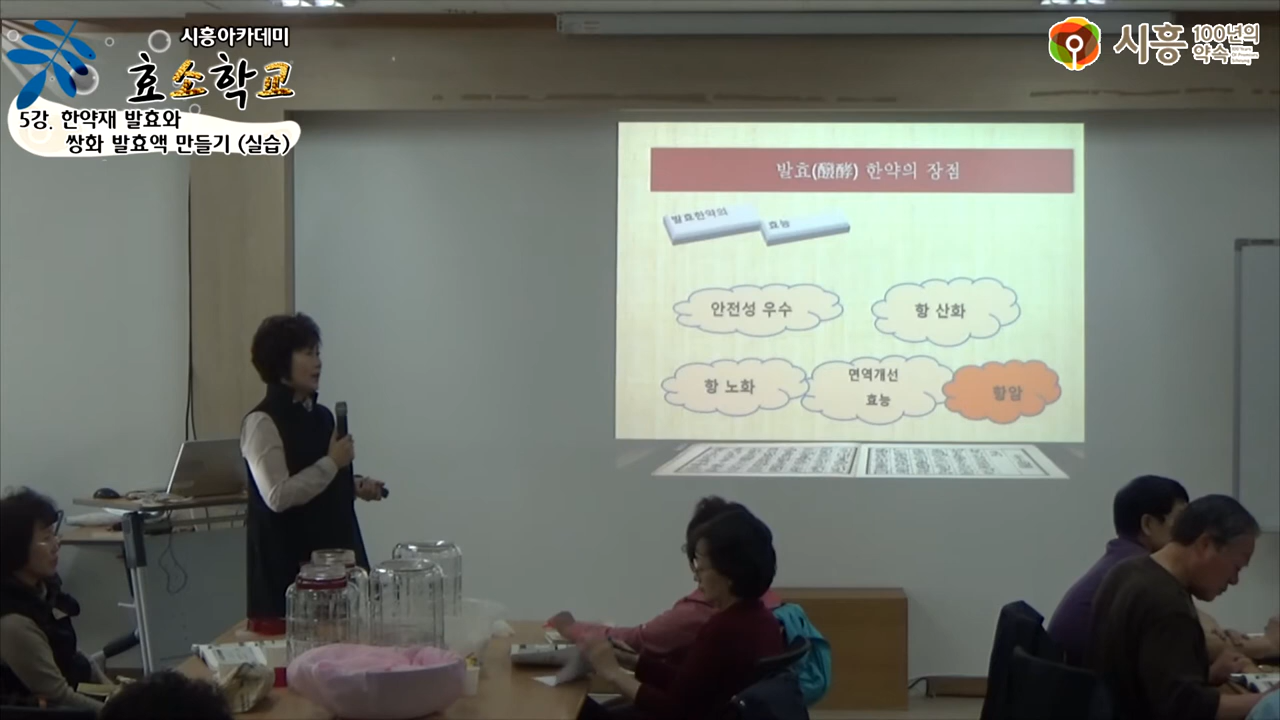 시흥아카데미
효소학교
5강. 한약재 발효와
쌍화 발효액 만들기 (실습)
시흥
100년의
약속
발효(醱酵) 한약의 장점
발효한약의
효능
안전성 우수
항 산화
항 노화
면역개선
효능
항암